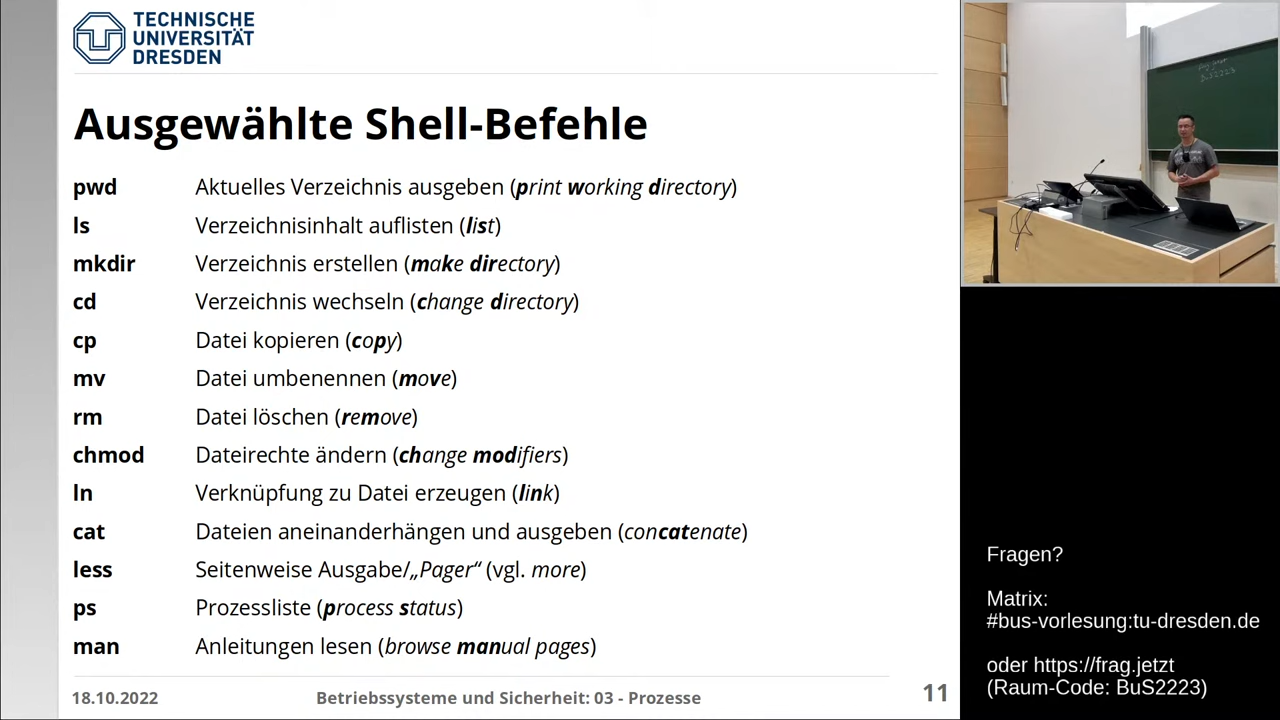 TECHNISCHE
UNIVERSITÄT
DRESDEN
Ausgewählte Shell-Befehle
pwd Aktuelles Verzeichnis ausgeben (print working directory)
ls Verzeichnisinhalt auflisten (list)
mkdir Verzeichnis erstellen (make directory)
cd Verzeichnis wechseln (change directory)
cp Datei kopieren (copy)
mv Datei umbenennen (move)
rm Datei löschen (remove)
chmod Dateirechte ändern (change modifiers)
ln Verknüpfung zu Datei erzeugen (link)
cat Dateien aneinanderhängen und ausgeben (concatenate)
less Seitenweise Ausgabe/„Pager“ (vgl. more)
ps Prozessliste (process status)
man Anleitungen lesen (browse manual pages)
18.10.2022 Betriebssysteme und Sicherheit: 03 - Prozesse 11
Fragen?
Matrix:
#bus-vorlesung:tu-dresden.de
oder https://frag.jetzt
(Raum-Code: BuS2223)